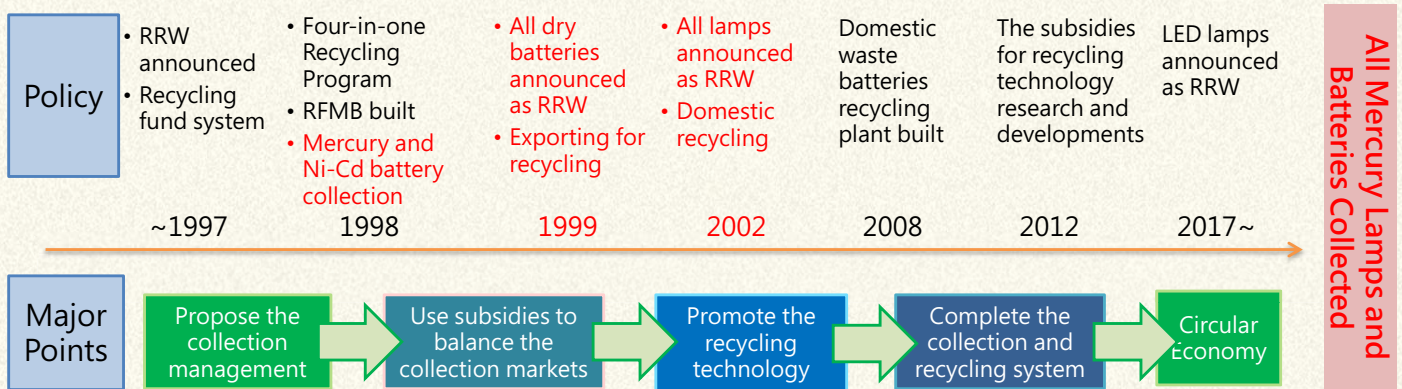 Policy
• RRW
announced
• Recycling
fund system
• Four-in-one
Recycling
Program
• RFMB built
• Mercury and
Ni-Cd battery
collection
• All dry
batteries
announced
as RRW
• Exporting for
recycling
• All lamps
announced
as RRW
• Domestic
recycling
Domestic
waste
batteries
recycling
plant built
The subsidies
for recycling
technology
research and
developments
LED lamps
announced
as RRW
~1997
1998
1999
2002
2008
2012
2017~
Major
Points
Propose the
collection
management
Use subsidies to
balance the
collection markets
Promote the
recycling
technology
Complete the
collection and
recycling system
Circular
Economy
All Mercury Lamps and
Batteries Collected